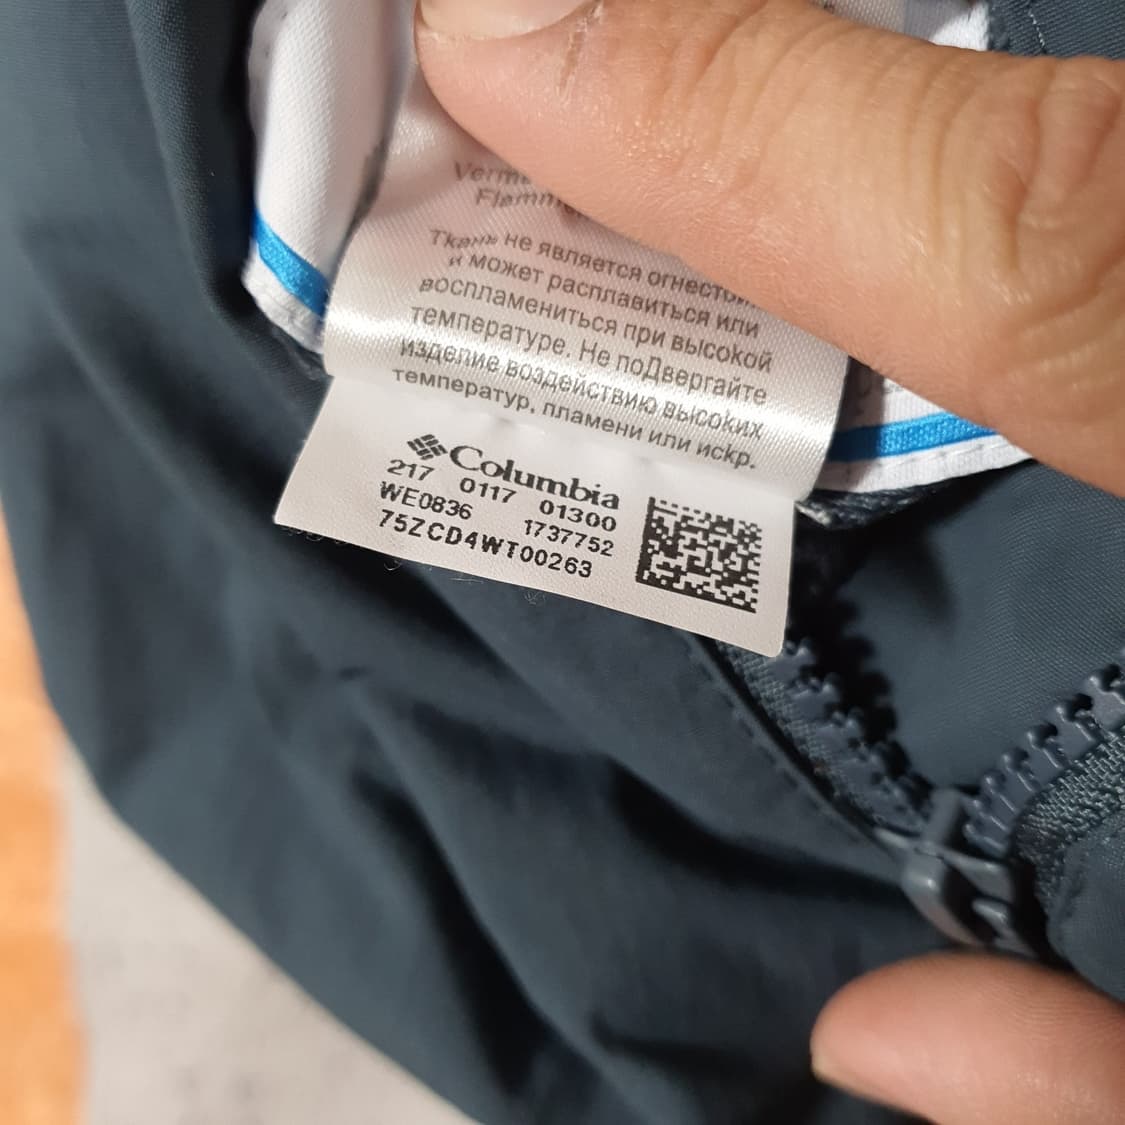 Ткань не является огнестой
и может расплавиться или
воспламениться при высокой
температуре. Не поДвергайте
изделие воздействию высоких
температур, пламени или искр.
Columbia
217 0117 01300
WE0836 1737752
75ZCD4WT00263